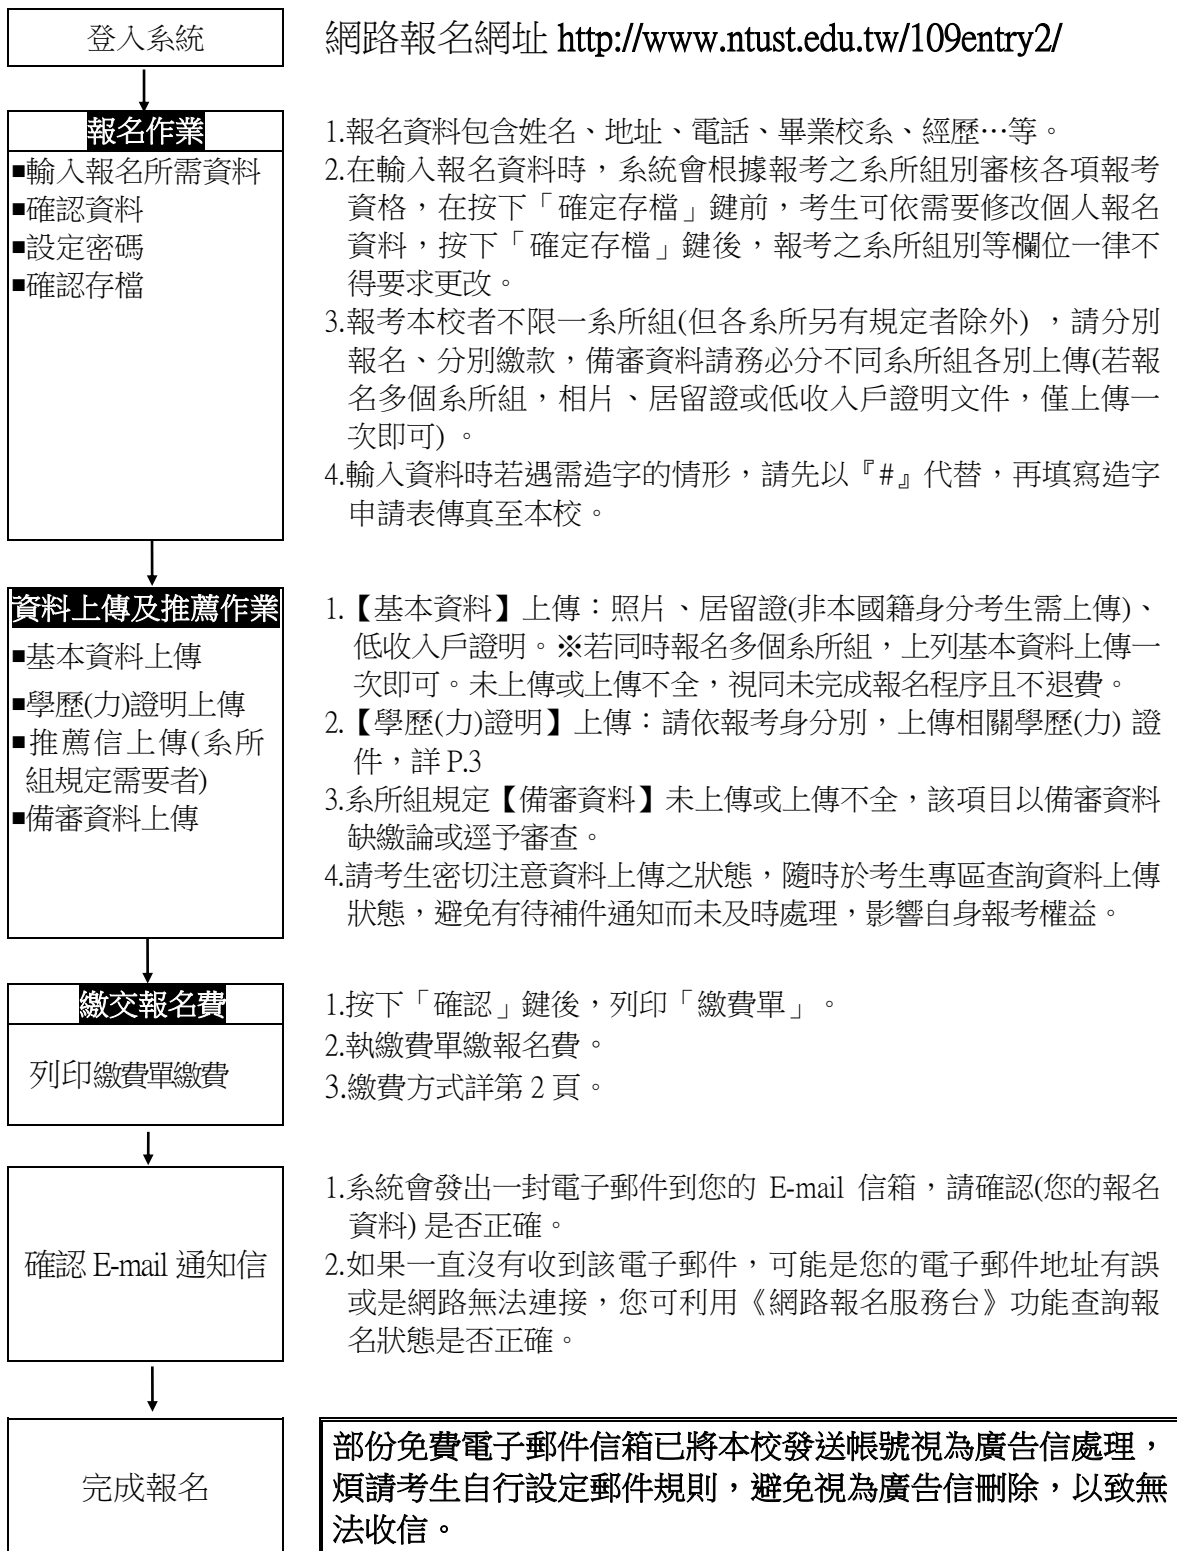 登入系統
網路報名網址 http://www.ntust.edu.tw/109entry2/
報名作業
■輸入報名所需資料
■確認資料
■設定密碼
■確認存檔
1.報名資料包含姓名、地址、電話、畢業校系、經歷…等。
2.在輸入報名資料時，系統會根據報考之系所組別審核各項報考
資格，在按下「確定存檔」鍵前，考生可依需要修改個人報名
資料，按下「確定存檔」鍵後，報考之系所組別等欄位一律不
得要求更改。
3.報考本校者不限一系所組(但各系所另有規定者除外) ，請分別
報名、分別繳款，備審資料請務必分不同系所組各別上傳(若報
名多個系所組，相片、居留證或低收入戶證明文件，僅上傳一
次即可) 。
4.輸入資料時若遇需造字的情形，請先以『#』代替，再填寫造字
申請表傳真至本校。
資料上傳及推薦作業
■基本資料上傳
■學歷(力)證明上傳
■推薦信上傳(系所
組規定需要者)
■備審資料上傳
1.【基本資料】上傳：照片、居留證(非本國籍身分考生需上傳)、
低收入戶證明。※若同時報名多個系所組，上列基本資料上傳一
次即可。未上傳或上傳不全，視同未完成報名程序且不退費。
2.【學歷(力)證明】上傳：請依報考身分別，上傳相關學歷(力) 證
件，詳 P.3
3.系所組規定【備審資料】未上傳或上傳不全，該項目以備審資料
缺繳論或逕予審查。
4.請考生密切注意資料上傳之狀態，隨時於考生專區查詢資料上傳
狀態，避免有待補件通知而未及時處理，影響自身報考權益。
繳交報名費
列印繳費單繳費
1.按下「確認」鍵後，列印「繳費單」。
2.執繳費單繳報名費。
3.繳費方式詳第 2 頁。
確認 E-mail 通知信
1.系統會發出一封電子郵件到您的 E-mail 信箱，請確認(您的報名
資料) 是否正確。
2.如果一直沒有收到該電子郵件，可能是您的電子郵件地址有誤
或是網路無法連接，您可利用《網路報名服務台》功能查詢報
名狀態是否正確。
完成報名
部份免費電子郵件信箱已將本校發送帳號視為廣告信處理，
煩請考生自行設定郵件規則，避免視為廣告信刪除，以致無
法收信。